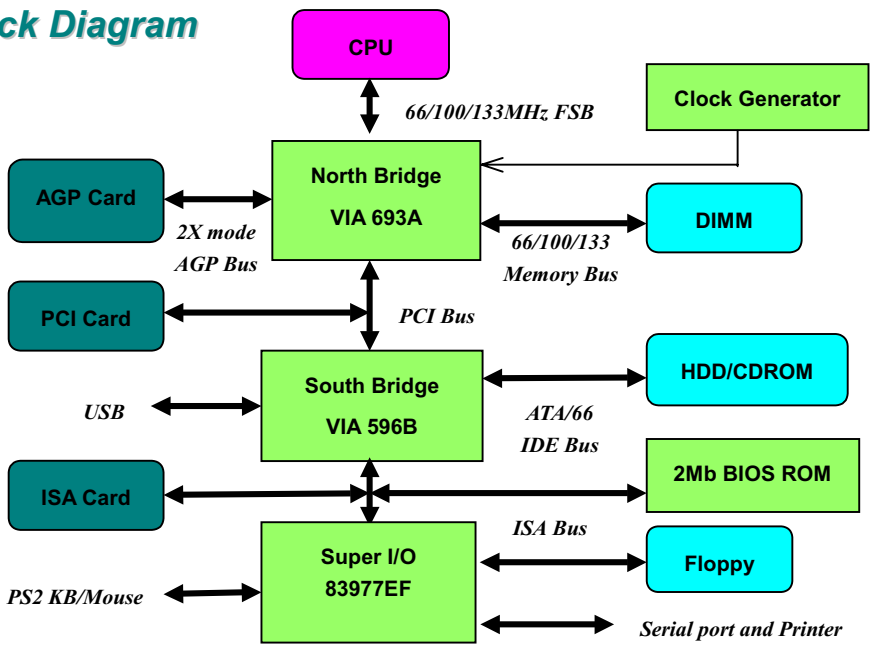 ck Diagram
CPU
66/100/133MHz FSB
Clock Generator
North Bridge
VIA 693A
AGP Card
2X mode
AGP Bus
DIMM
66/100/133
Memory Bus
PCI Card
PCI Bus
South Bridge
VIA 596B
HDD/CDROM
USB
ATA/66
IDE Bus
ISA Card
2Mb BIOS ROM
ISA Bus
Super I/O
83977EF
Floppy
PS2 KB/Mouse
Serial port and Printer